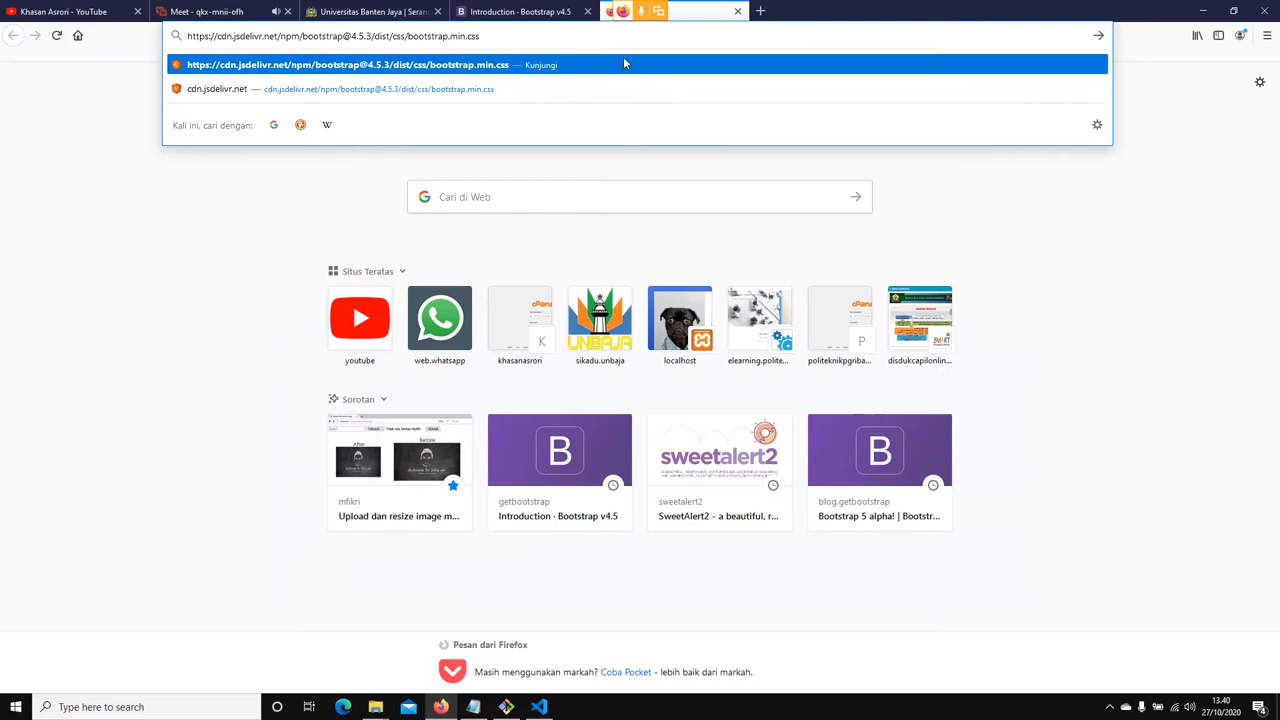 Khasan Asrori - YouTube
Meet - qkx-mnii-ofh
Universitas Banten Jaya | Seran
Introduction · Bootstrap v4.5
https://cdn.jsdelivr.net/npm/bootstrap@4.5.3/dist/css/bootstrap.min.css
https://cdn.jsdelivr.net/npm/bootstrap@4.5.3/dist/css/bootstrap.min.css — Kunjungi
cdn.jsdelivr.net — cdn.jsdelivr.net/npm/bootstrap@4.5.3/dist/css/bootstrap.min.css
Kali ini, cari dengan:
Cari di Web
Situs Teratas
K
P
UNBAJA
youtube
web.whatsapp
khasanasrori
sikadu.unbaja
localhost
elearning.polite...
politeknikpgriba...
disdukcapilonlin...
Sorotan
After
Before
B
sweetalert2
B
mfikri
getbootstrap
sweetalert2
blog.getbootstrap
Upload dan resize image m...
Introduction · Bootstrap v4.5
SweetAlert2 - a beautiful, r...
Bootstrap 5 alpha! | Bootstr...
Pesan dari Firefox
Masih menggunakan markah? Coba Pocket - lebih baik dari markah.
Type here to search
13.40
27/10/2020